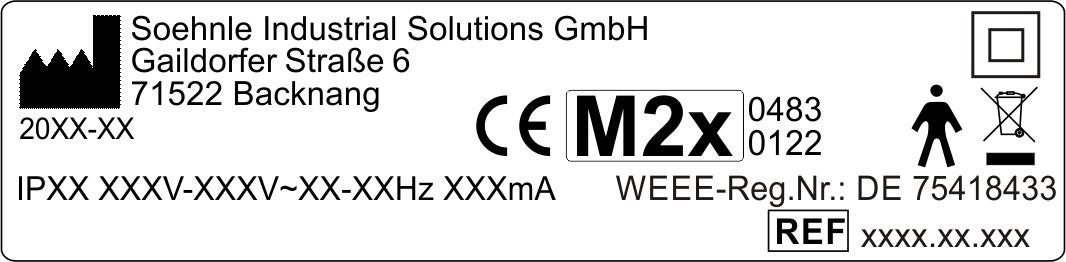 Soehnle Industrial Solutions GmbH
Gaildorfer Straße 6
71522 Backnang
20XX-XX
CE M2x 0483
0122
IPXX XXXV-XXXV~XX-XXHz XXXmA
WEEE-Reg.Nr.: DE 75418433
REF xxxx.xx.xxx